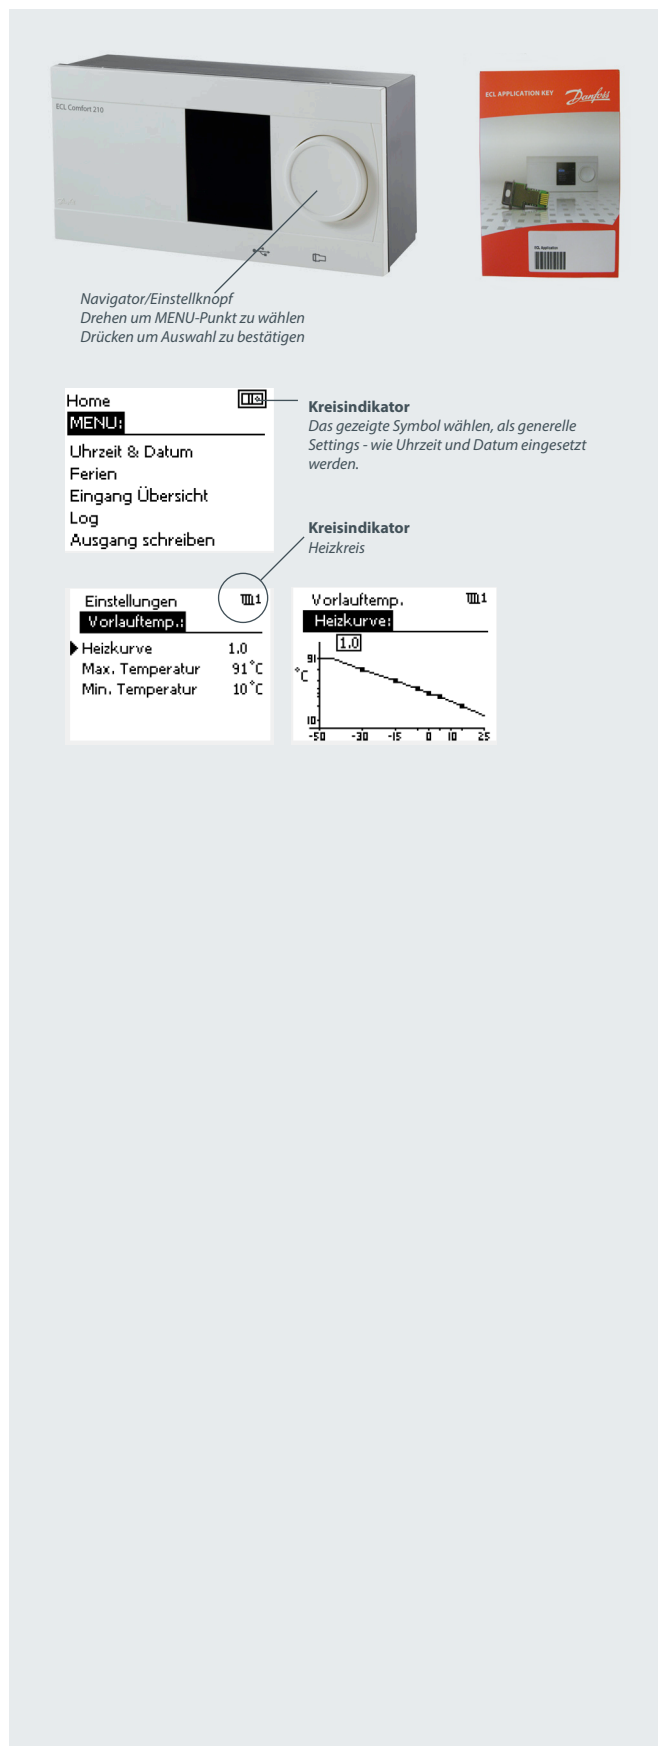 ECL Comfort 210
ECL APPLICATION KEY
Danfoss
ECL Application
Navigator/Einstellknopf
Drehen um MENU-Punkt zu wählen
Drücken um Auswahl zu bestätigen
Home
MENU:
Uhrzeit & Datum
Ferien
Eingang Übersicht
Log
Ausgang schreiben
Kreisindikator
Das gezeigte Symbol wählen, als generelle
Settings - wie Uhrzeit und Datum eingesetzt
werden.
Kreisindikator
Heizkreis
Einstellungen 1
Vorlauftemp.:
Heizkurve 1.0
Max. Temperatur 91°C
Min. Temperatur 10°C
Vorlauftemp. 1
Heizkurve:
1.0
91
°C
10
-50 -30 -15 0 10 25